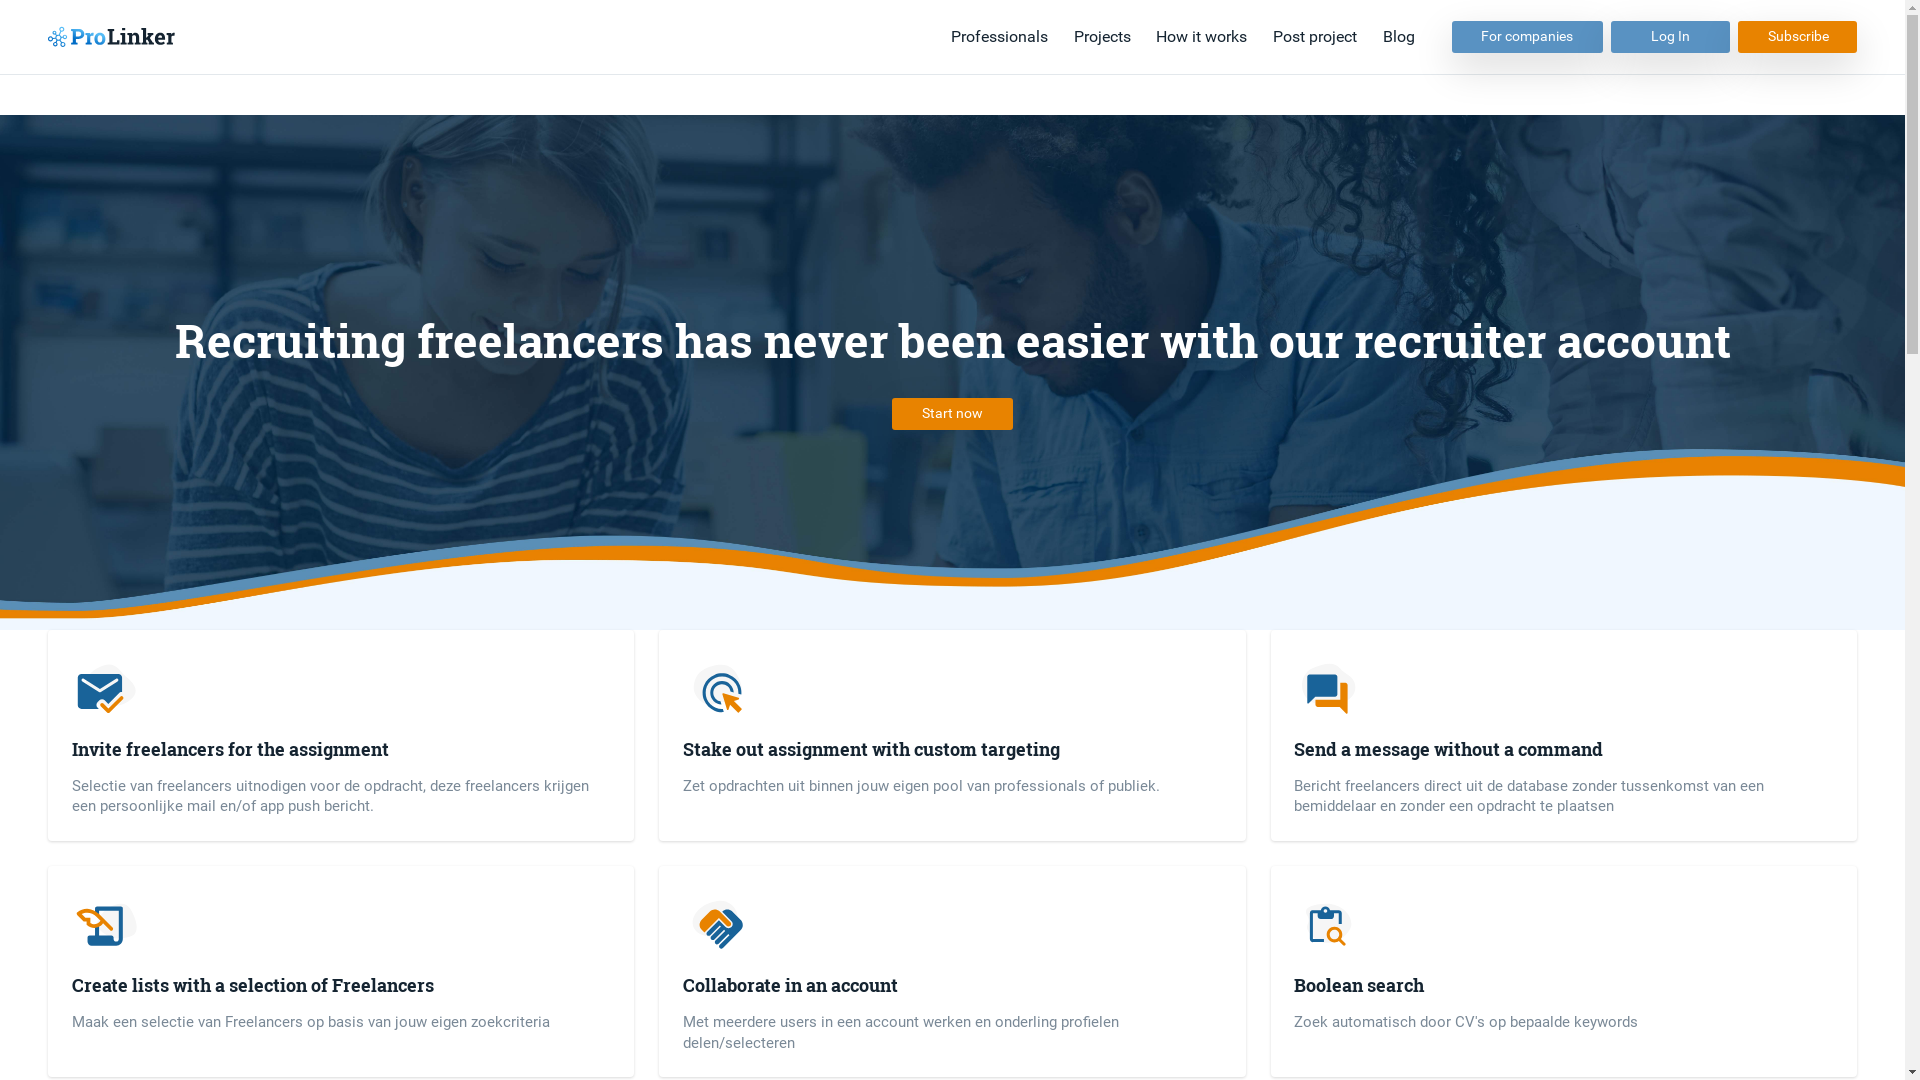 ProLinker
Professionals
Projects
How it works
Post project
Blog
For companies
Log In
Subscribe
Recruiting freelancers has never been easier with our recruiter account
Start now
Invite freelancers for the assignment
Selectie van freelancers uitnodigen voor de opdracht, deze freelancers krijgen
een persoonlijke mail en/of app push bericht.
Stake out assignment with custom targeting
Zet opdrachten uit binnen jouw eigen pool van professionals of publiek.
Send a message without a command
Bericht freelancers direct uit de database zonder tussenkomst van een
bemiddelaar en zonder een opdracht te plaatsen
Create lists with a selection of Freelancers
Maak een selectie van Freelancers op basis van jouw eigen zoekcriteria
Collaborate in an account
Met meerdere users in een account werken en onderling profielen
delen/selecteren
Boolean search
Zoek automatisch door CV's op bepaalde keywords